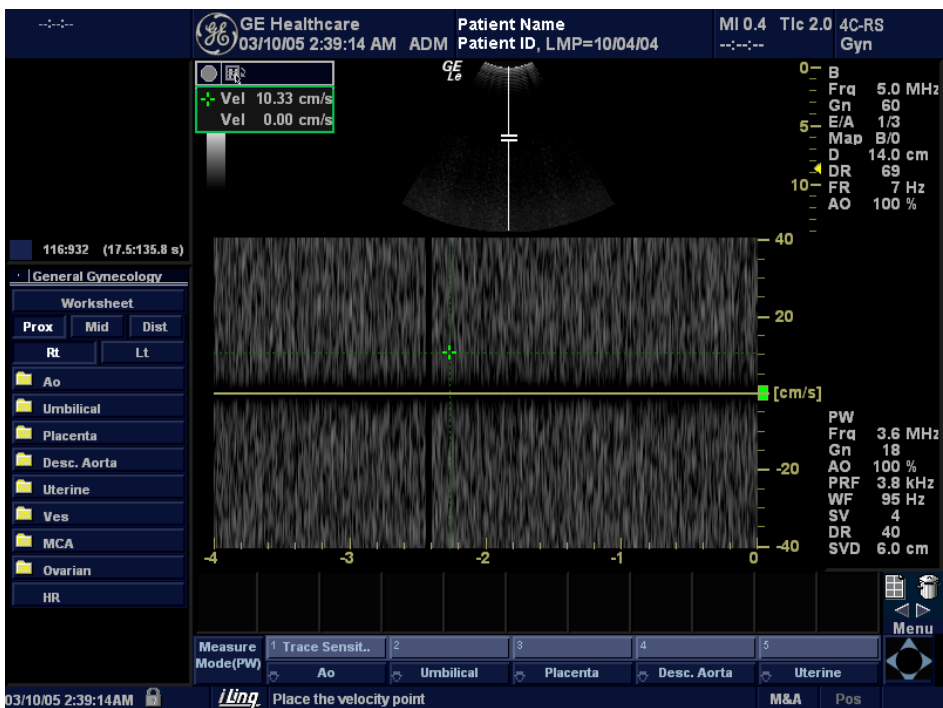 --:--:--
GE Healthcare
03/10/05 2:39:14 AM ADM
Patient Name
Patient ID, LMP=10/04/04
MI 0.4 TIc 2.0
--:--:--
4C-RS
Gyn
Vel 10.33 cm/s
Vel 0.00 cm/s
GE
Le
0
5
10
B
Frq 5.0 MHz
Gn 60
E/A 1/3
Map B/0
D 14.0 cm
DR 69
FR 7 Hz
AO 100 %
116:932 (17.5:135.8 s)
General Gynecology
Worksheet
Prox Mid Dist
Rt Lt
Ao
Umbilical
Placenta
Desc. Aorta
Uterine
Ves
MCA
Ovarian
HR
40
20
[cm/s]
-20
-40
-4 -3 -2 -1 0
PW
Frq 3.6 MHz
Gn 18
AO 100 %
PRF 3.8 kHz
WF 95 Hz
SV 4
DR 40
SVD 6.0 cm
Menu
Measure
Mode(PW)
1 Trace Sensit.. 2 3 4 5
Ao Umbilical Placenta Desc. Aorta Uterine
03/10/05 2:39:14AM
iLinq Place the velocity point
M&A Pos